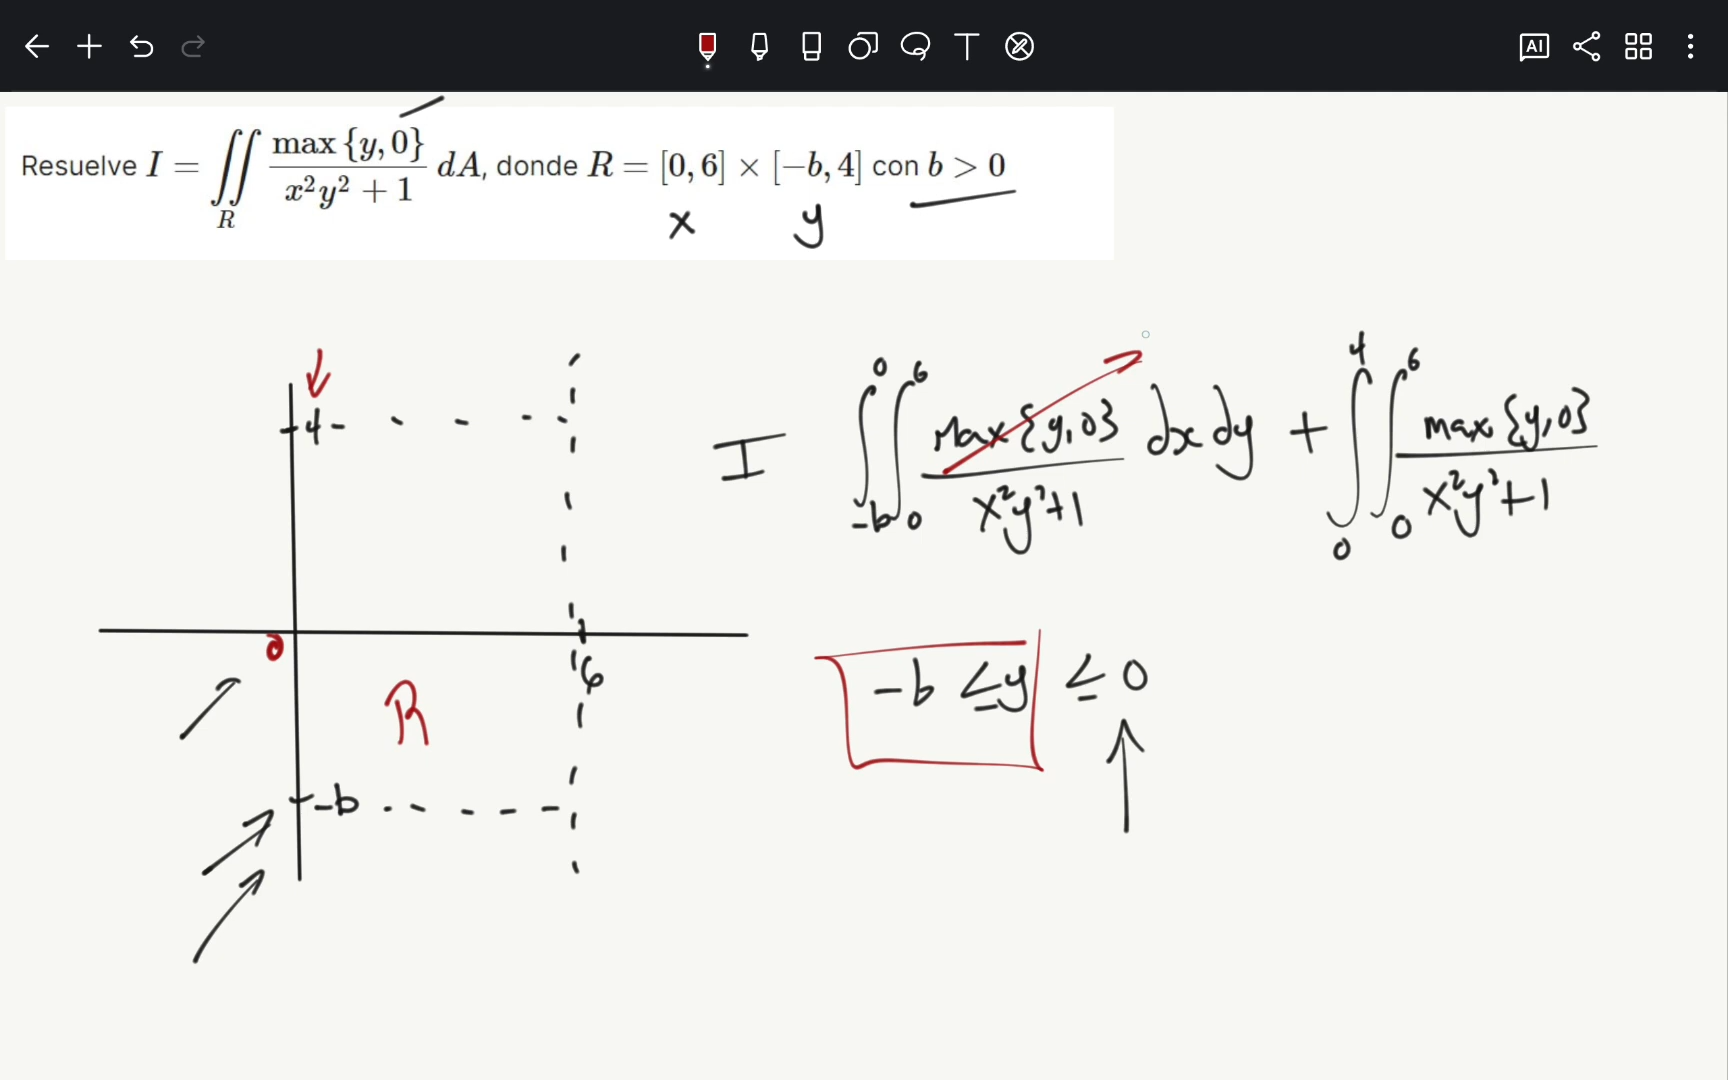 AI
Resuelve I = ∬_R max {y, 0} / (x²y² + 1) dA, donde R = [0, 6] × [−b, 4] con b > 0
x y
4
I ∫_{-b}^{0} ∫_{0}^{6} Max {y, 0} / (x²y²+1) dx dy + ∫_{0}^{4} ∫_{0}^{6} max {y, 0} / (x²y²+1)
0
6
-b ≤ y ≤ 0
R
-b